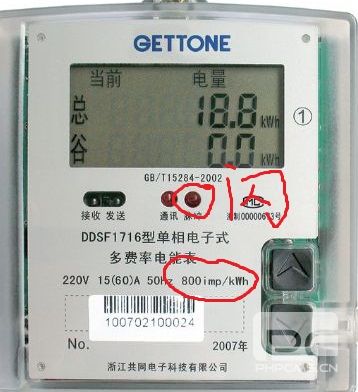 GETTONE
当前 电量
总 18.8 kWh
①
谷 0.0 kWh
GB/T15284-2002
接收 发送 通讯 脉冲
DDSF1716型单相电子式
多费率电能表
220V 15(60)A 50Hz 800imp/kWh
100702100024
No. 2007年
浙江共同电子科技有限公司